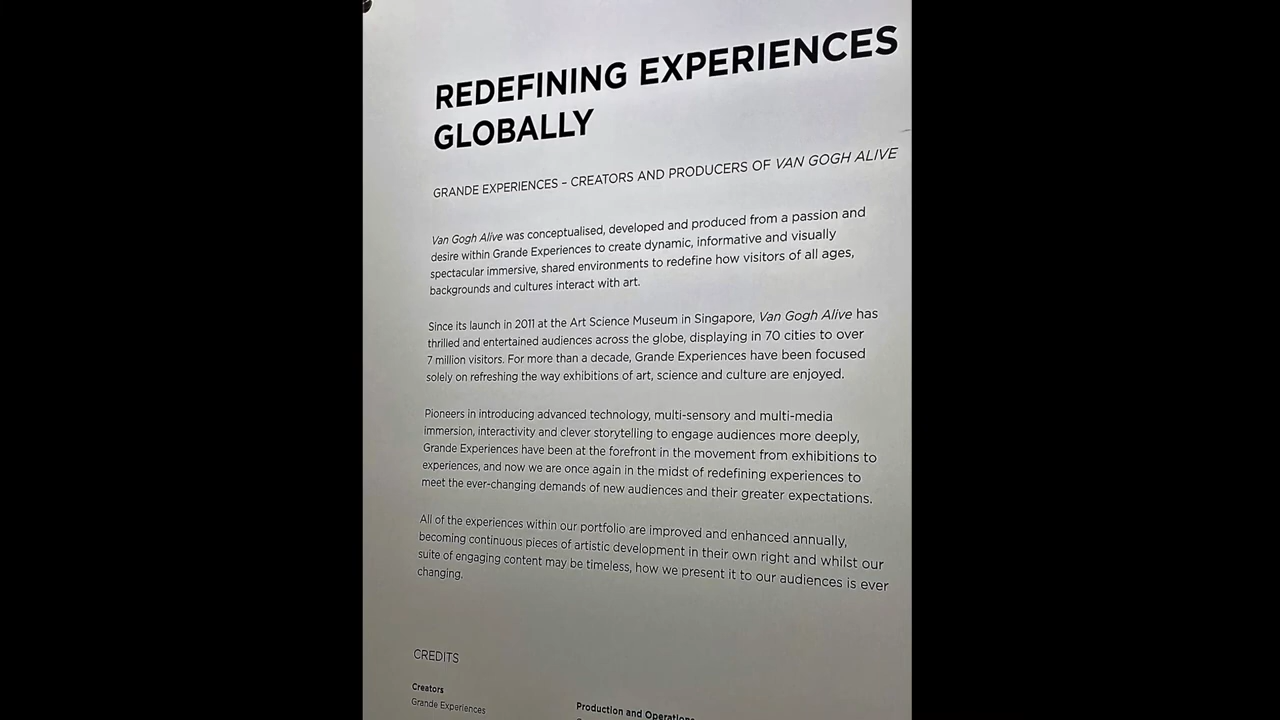 REDEFINING EXPERIENCES
GLOBALLY
GRANDE EXPERIENCES – CREATORS AND PRODUCERS OF VAN GOGH ALIVE
Van Gogh Alive was conceptualised, developed and produced from a passion and
desire within Grande Experiences to create dynamic, informative and visually
spectacular immersive, shared environments to redefine how visitors of all ages,
backgrounds and cultures interact with art.
Since its launch in 2011 at the Art Science Museum in Singapore, Van Gogh Alive has
thrilled and entertained audiences across the globe, displaying in 70 cities to over
7 million visitors. For more than a decade, Grande Experiences have been focused
solely on refreshing the way exhibitions of art, science and culture are enjoyed.
Pioneers in introducing advanced technology, multi-sensory and multi-media
immersion, interactivity and clever storytelling to engage audiences more deeply,
Grande Experiences have been at the forefront in the movement from exhibitions to
experiences, and now we are once again in the midst of redefining experiences to
meet the ever-changing demands of new audiences and their greater expectations.
All of the experiences within our portfolio are improved and enhanced annually,
becoming continuous pieces of artistic development in their own right and whilst our
suite of engaging content may be timeless, how we present it to our audiences is ever
changing.
CREDITS
Creators
Grande Experiences
Production and Operations